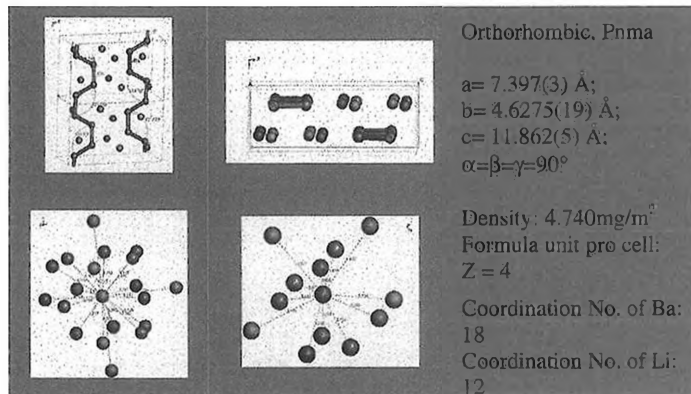 Orthorhombic, Pnma
a= 7.397(3) Å;
b= 4.6275(19) Å;
c= 11.862(5) Å;
α=β=γ=90°
Density: 4.740mg/m³
Formula unit pro cell:
Z = 4
Coordination No. of Ba:
18
Coordination No. of Li:
12